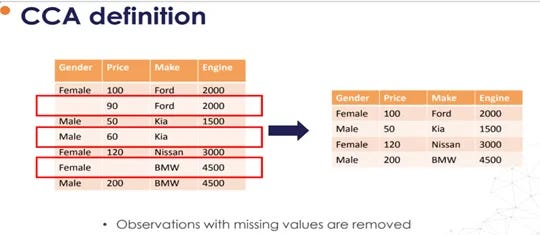 CCA definition
Gender Price Make Engine
Female 100 Ford 2000
90 Ford 2000
Male 50 Kia 1500
Male 60 Kia
Female 120 Nissan 3000
Female BMW 4500
Male 200 BMW 4500
Gender Price Make Engine
Female 100 Ford 2000
Male 50 Kia 1500
Female 120 Nissan 3000
Male 200 BMW 4500
• Observations with missing values are removed